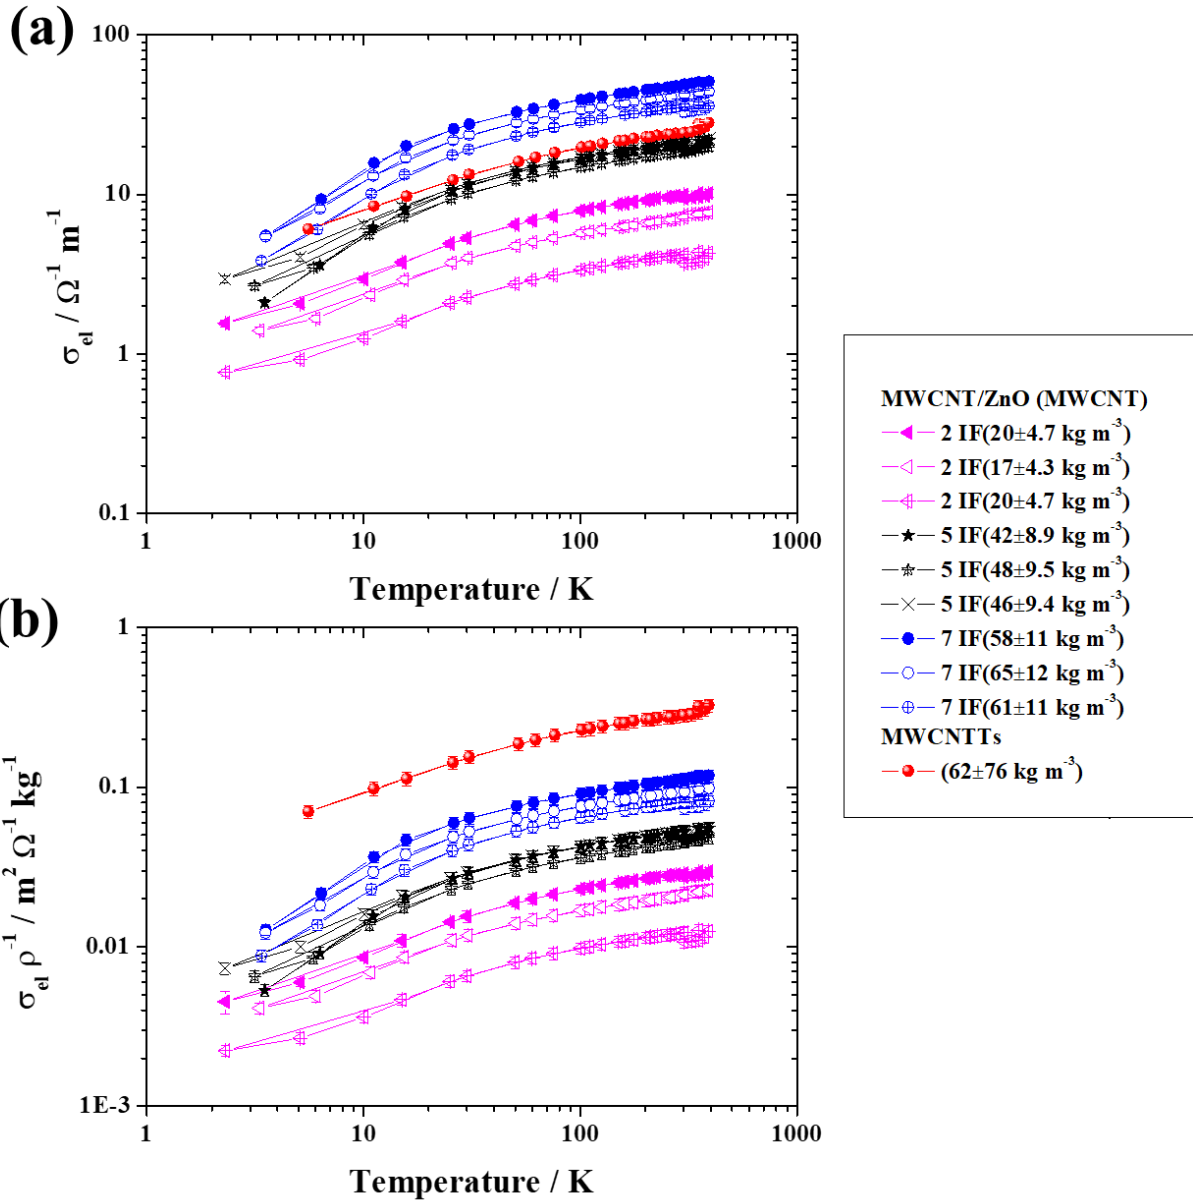 (a)
100
10
1
0.1
σel / Ω⁻¹ m⁻¹
1 10 100 1000
Temperature / K
(b)
1
0.1
0.01
1E-3
σel ρ⁻¹ / m² Ω⁻¹ kg⁻¹
1 10 100 1000
Temperature / K
MWCNT/ZnO (MWCNT)
2 IF(20±4.7 kg m⁻³)
2 IF(17±4.3 kg m⁻³)
2 IF(20±4.7 kg m⁻³)
5 IF(42±8.9 kg m⁻³)
5 IF(48±9.5 kg m⁻³)
5 IF(46±9.4 kg m⁻³)
7 IF(58±11 kg m⁻³)
7 IF(65±12 kg m⁻³)
7 IF(61±11 kg m⁻³)
MWCNTTs
(62±76 kg m⁻³)